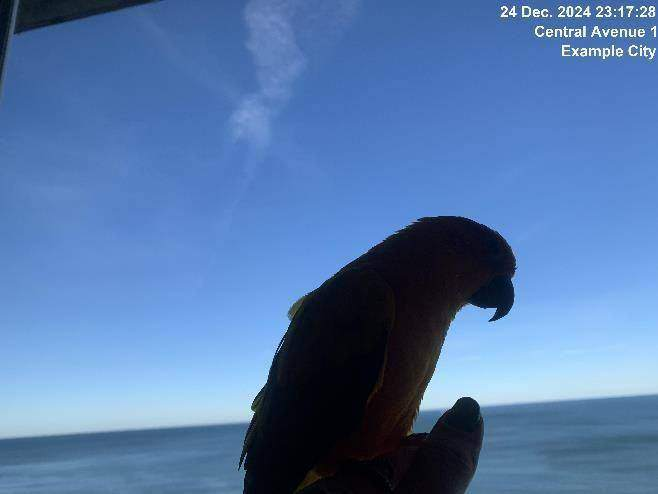 24 Dec. 2024 23:17:28
Central Avenue 1
Example City